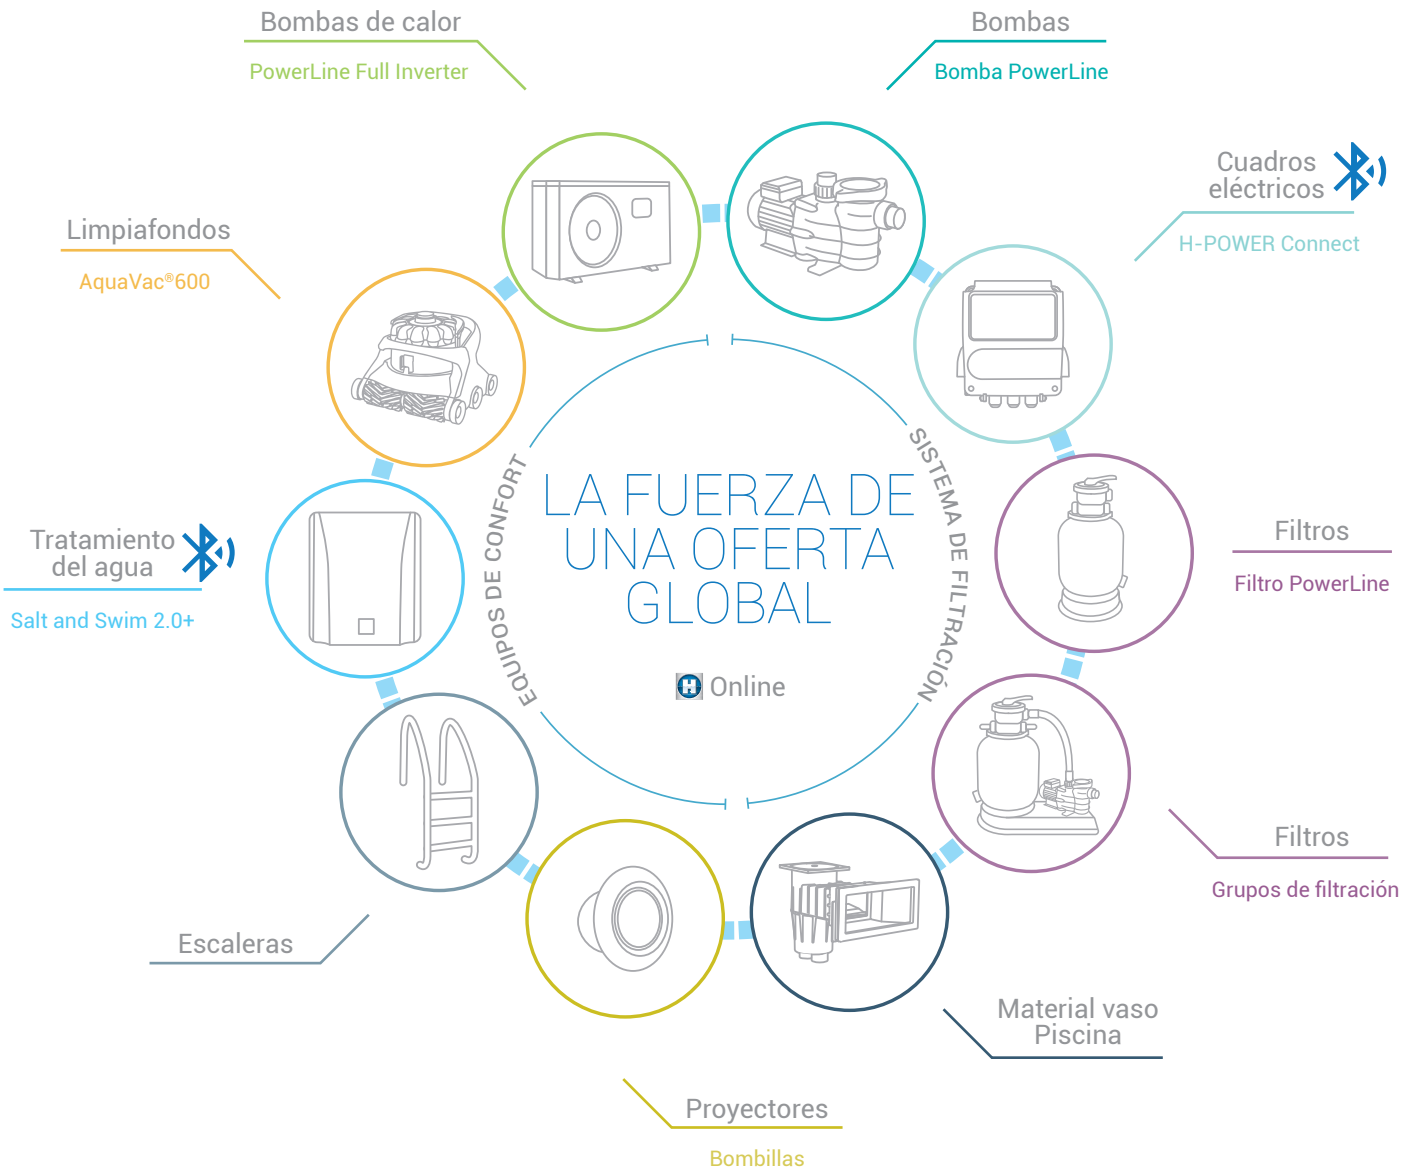 Bombas de calor
PowerLine Full Inverter
Bombas
Bomba PowerLine
Cuadros
eléctricos
H-POWER Connect
Limpiafondos
AquaVac®600
EQUIPOS DE CONFORT
SISTEMA DE FILTRACIÓN
LA FUERZA DE
UNA OFERTA
GLOBAL
H Online
Tratamiento
del agua
Salt and Swim 2.0+
Filtros
Filtro PowerLine
Filtros
Grupos de filtración
Escaleras
Material vaso
Piscina
Proyectores
Bombillas